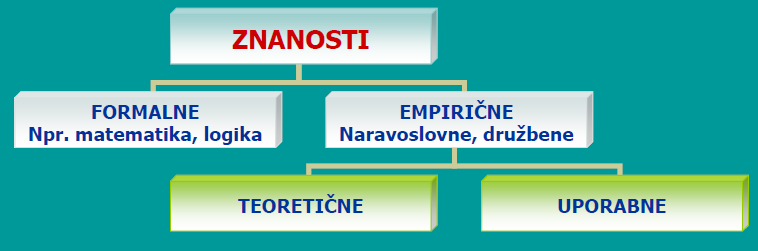 ZNANOSTI
FORMALNE
Npr. matematika, logika
EMPIRIČNE
Naravoslovne, družbene
TEORETIČNE
UPORABNE